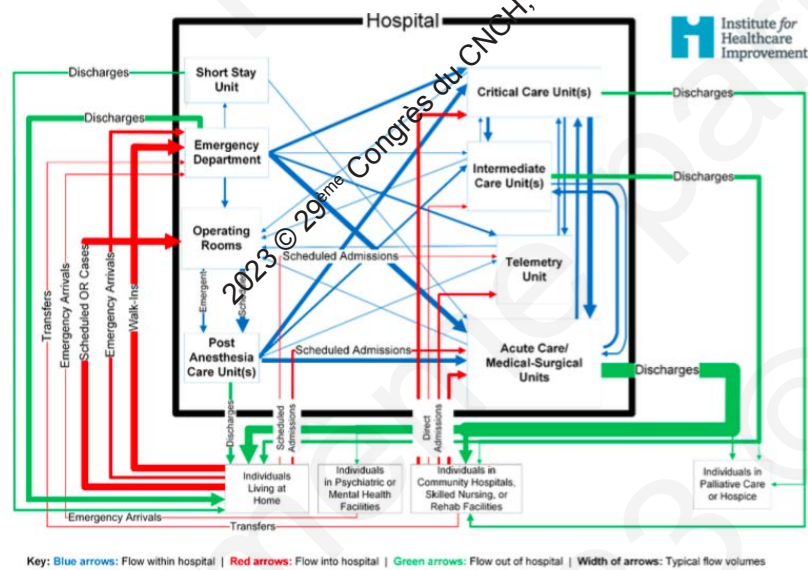 Hospital
Institute for
Healthcare
Improvement
Short Stay
Unit
Discharges
Discharges
Emergency
Department
Operating
Rooms
Emergent
Post
Anesthesia
Care Unit(s)
Critical Care Unit(s)
Intermediate
Care Unit(s)
Telemetry
Unit
Acute Care/
Medical-Surgical
Units
Discharges
Discharges
Discharges
Scheduled Admissions
Scheduled Admissions
2023 © 29ème Congrès du CNCH,
Transfers
Emergency Arrivals
Scheduled OR Cases
Emergency Arrivals
Walk-Ins
Discharges
Scheduled
Admissions
Direct
Admissions
Individuals
Living at
Home
Individuals
in Psychiatric or
Mental Health
Facilities
Individuals in
Community Hospitals,
Skilled Nursing, or
Rehab Facilities
Individuals in
Palliative Care
or Hospice
Emergency Arrivals
Transfers
Key: Blue arrows: Flow within hospital | Red arrows: Flow into hospital | Green arrows: Flow out of hospital | Width of arrows: Typical flow volumes